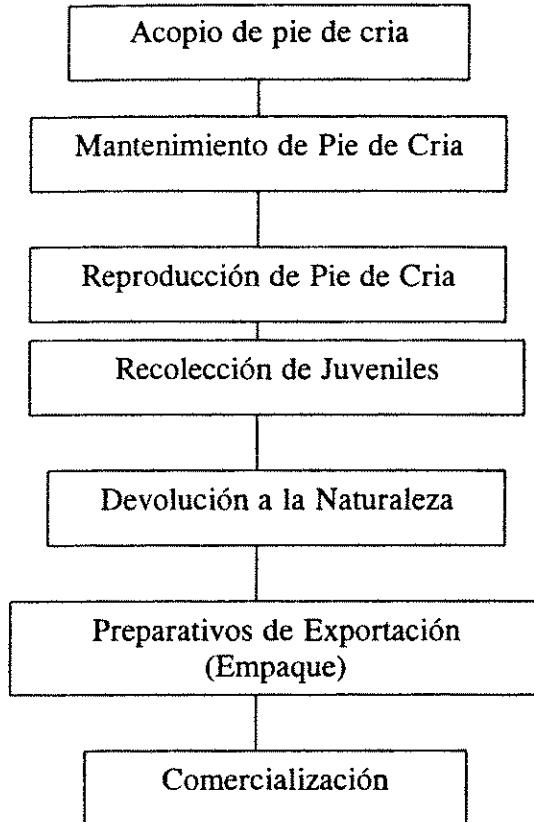 Acopio de pie de cria
Mantenimiento de Pie de Cria
Reproducción de Pie de Cria
Recolección de Juveniles
Devolución a la Naturaleza
Preparativos de Exportación
(Empaque)
Comercialización